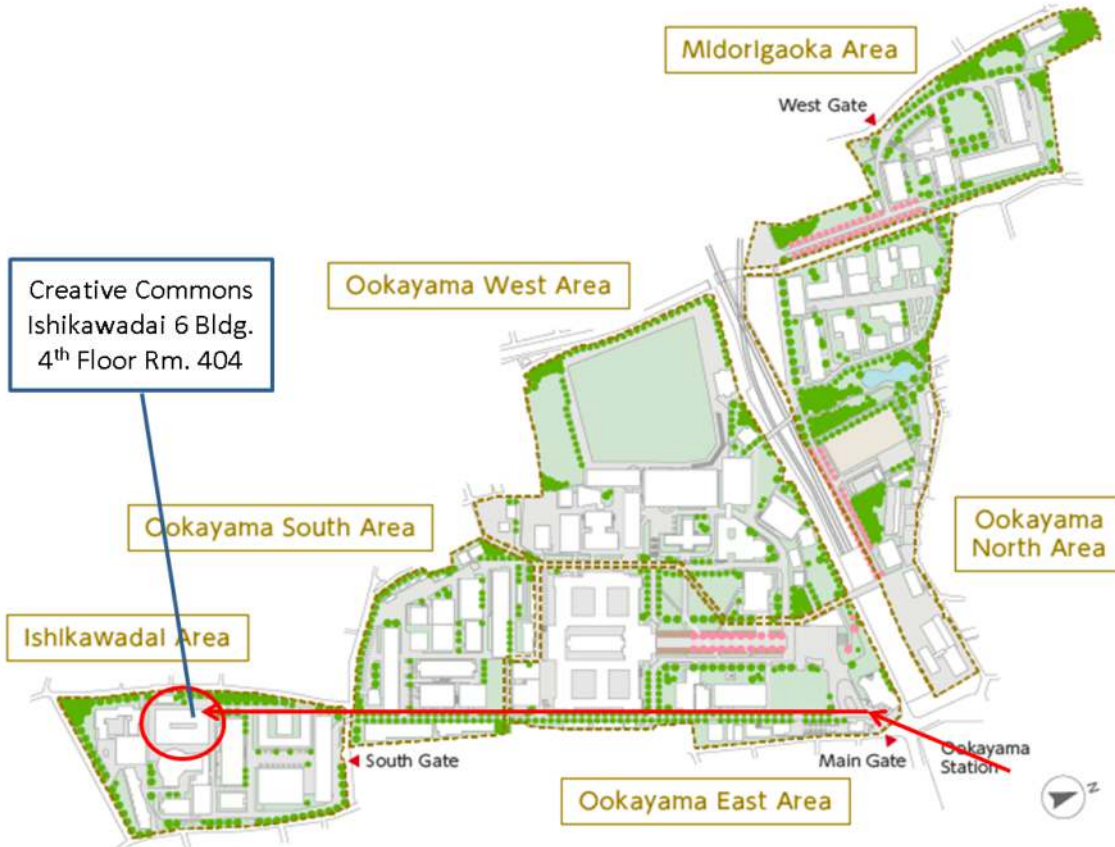 Midorigaoka Area
West Gate
Creative Commons
Ishikawadai 6 Bldg.
4th Floor Rm. 404
Ookayama West Area
Ookayama South Area
Ookayama
North Area
Ishikawadai Area
South Gate
Main Gate
Ookayama
Station
Ookayama East Area
N